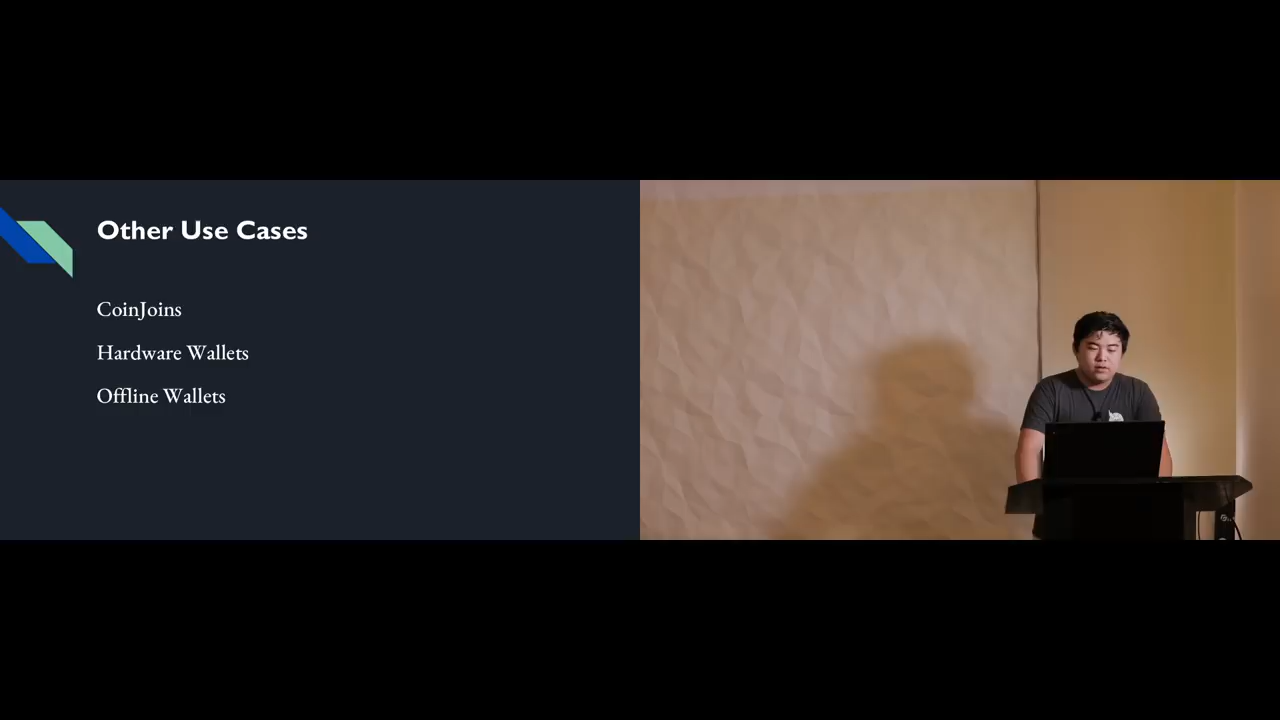 Other Use Cases
CoinJoins
Hardware Wallets
Offline Wallets